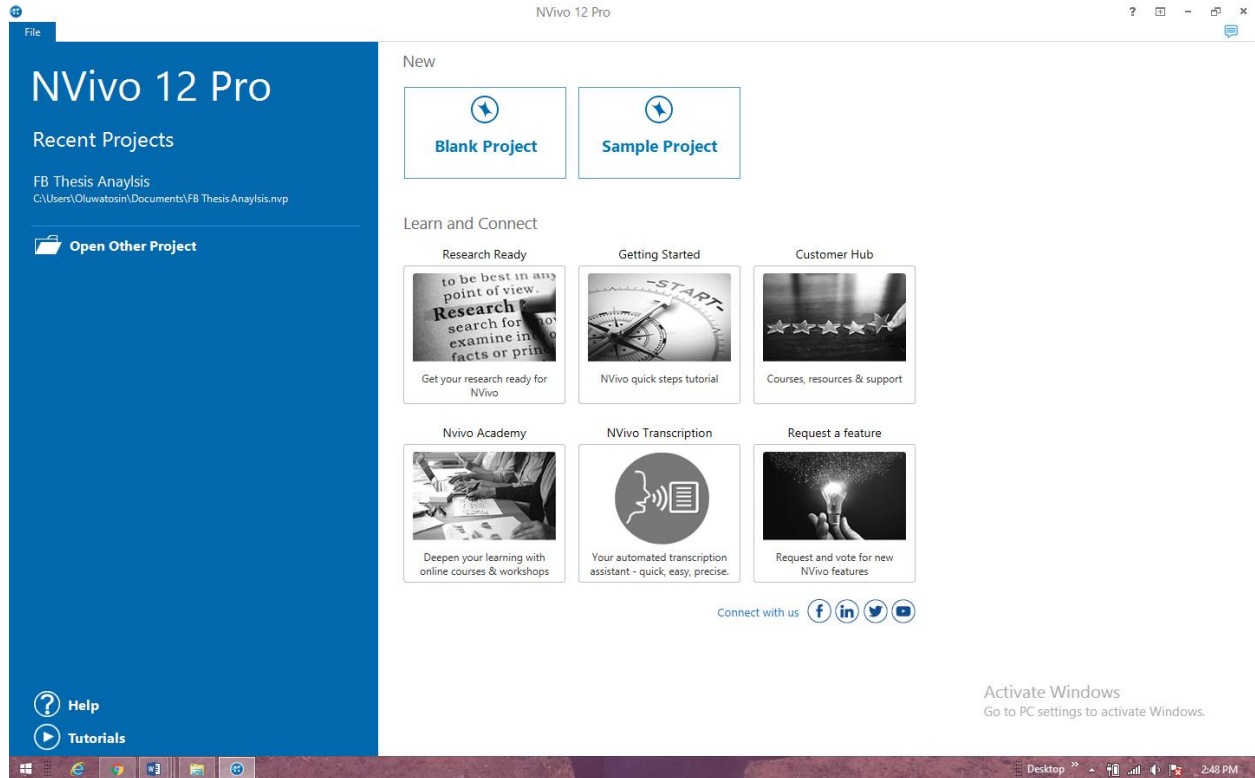 NVivo 12 Pro
?
File
NVivo 12 Pro
Recent Projects
FB Thesis Anaylsis
C:\Users\Oluwatosin\Documents\FB Thesis Anaylsis.nvp
Open Other Project
Help
Tutorials
New
Blank Project
Sample Project
Learn and Connect
Research Ready
to be best in any
point of view.
Research
search for
examine in
facts or prin
Get your research ready for
NVivo
Getting Started
START
NVivo quick steps tutorial
Customer Hub
Courses, resources & support
Nvivo Academy
Deepen your learning with
online courses & workshops
NVivo Transcription
Your automated transcription
assistant - quick, easy, precise.
Request a feature
Request and vote for new
NVivo features
Connect with us
Activate Windows
Go to PC settings to activate Windows.
Desktop
2:48 PM